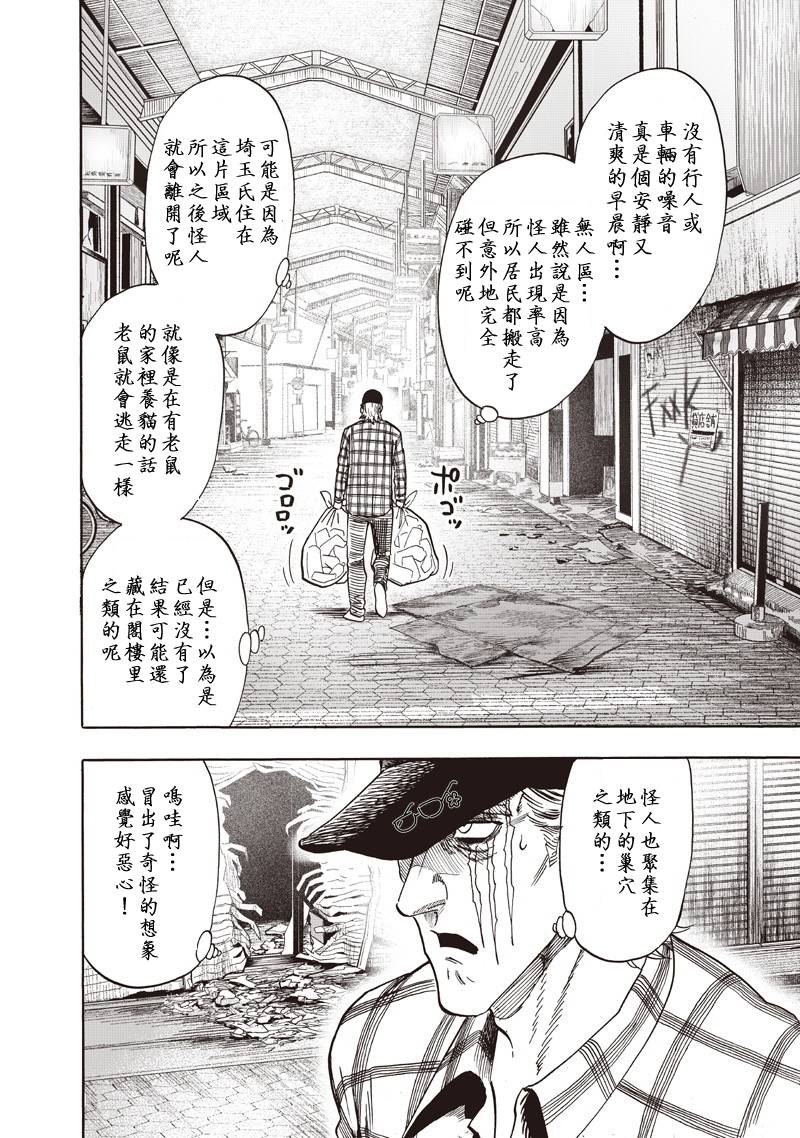 沒有行人或
車輛的噪音
真是個安靜又
清爽的早晨啊…
無人區…
雖然說是因為
怪人出現率高
所以居民都搬走了
但意外地完全
碰不到呢
可能是因為
埼玉氏住在
這片區域
所以之後怪人
就會離開了呢
就像是在有老鼠
的家裡養貓的話
老鼠就會逃走一樣
但是…以為是
已經沒有了
結果可能還
藏在閣樓里
之類的呢
ポゴッ
ゴロロッ
怪人也聚集在
地下的巢穴
之類的…
嗚哇啊…
冒出了奇怪的想象
感覺好惡心！